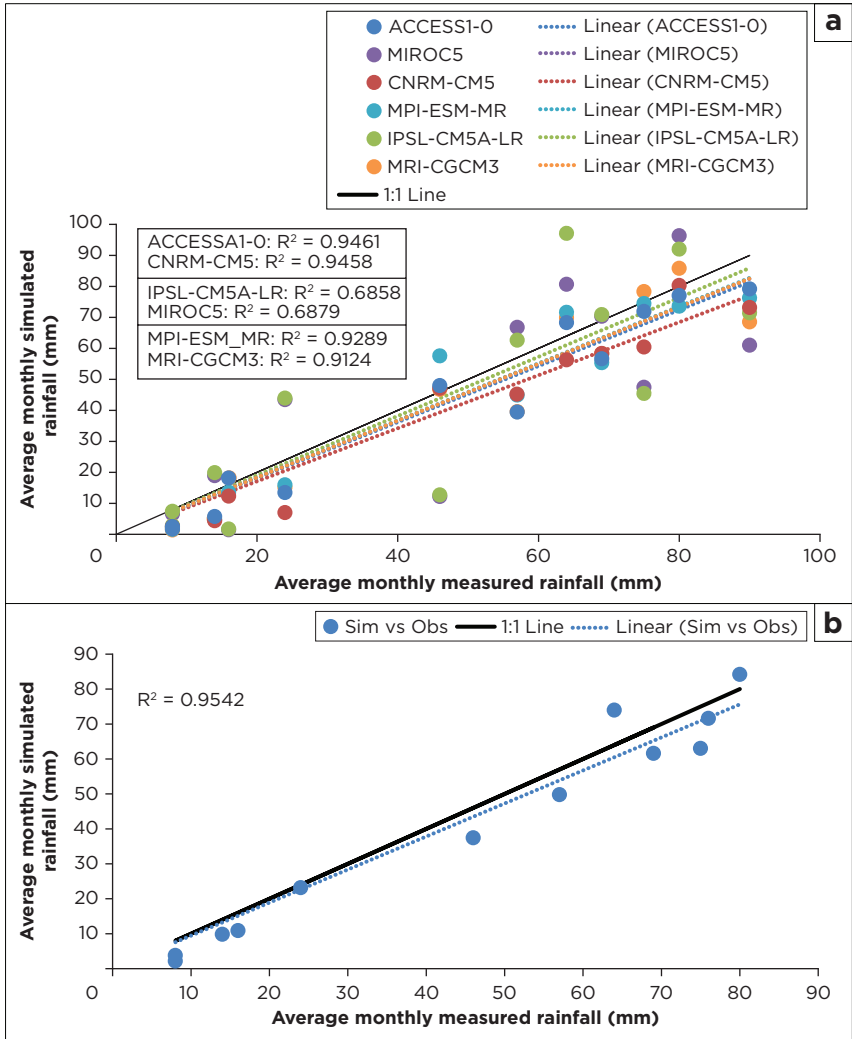 a
ACCESS1-0 Linear (ACCESS1-0)
MIROC5 Linear (MIROC5)
CNRM-CM5 Linear (CNRM-CM5)
MPI-ESM-MR Linear (MPI-ESM-MR)
IPSL-CM5A-LR Linear (IPSL-CM5A-LR)
MRI-CGCM3 Linear (MRI-CGCM3)
1:1 Line
ACCESSA1-0: R² = 0.9461
CNRM-CM5: R² = 0.9458
IPSL-CM5A-LR: R² = 0.6858
MIROC5: R² = 0.6879
MPI-ESM_MR: R² = 0.9289
MRI-CGCM3: R² = 0.9124
Average monthly simulated
rainfall (mm)
100
90
80
70
60
50
40
30
20
10
0 20 40 60 80 100
Average monthly measured rainfall (mm)
b
Sim vs Obs 1:1 Line Linear (Sim vs Obs)
R² = 0.9542
Average monthly simulated
rainfall (mm)
90
80
70
60
50
40
30
20
10
0 10 20 30 40 50 60 70 80 90
Average monthly measured rainfall (mm)